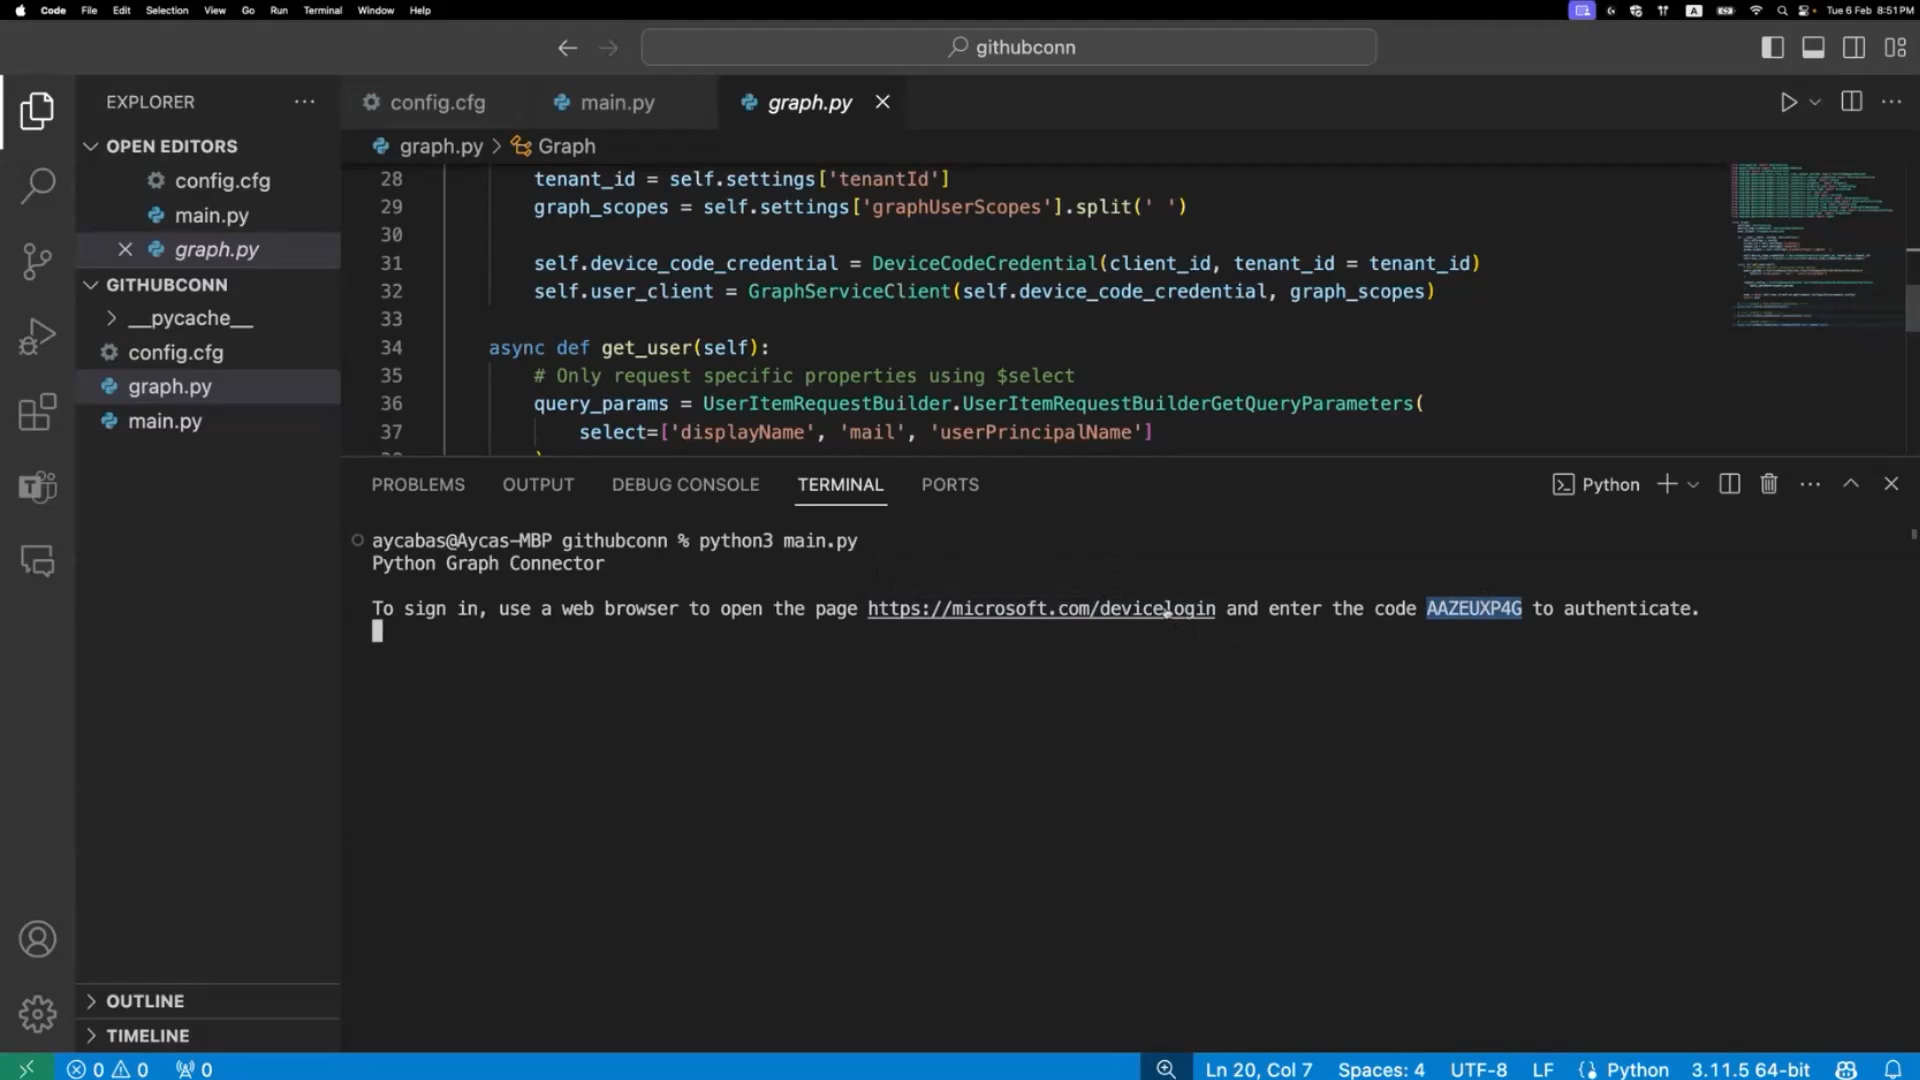 Code File Edit Selection View Go Run Terminal Window Help
A
Tue 6 Feb 8:51 PM
githubconn
EXPLORER
OPEN EDITORS
config.cfg
main.py
graph.py
GITHUBCONN
__pycache__
config.cfg
graph.py
main.py
OUTLINE
TIMELINE
config.cfg main.py graph.py
graph.py > Graph
28 tenant_id = self.settings['tenantId']
29 graph_scopes = self.settings['graphUserScopes'].split(' ')
30
31 self.device_code_credential = DeviceCodeCredential(client_id, tenant_id = tenant_id)
32 self.user_client = GraphServiceClient(self.device_code_credential, graph_scopes)
33
34 async def get_user(self):
35 # Only request specific properties using $select
36 query_params = UserItemRequestBuilder.UserItemRequestBuilderGetQueryParameters(
37 select=['displayName', 'mail', 'userPrincipalName']
PROBLEMS OUTPUT DEBUG CONSOLE TERMINAL PORTS
Python
aycabas@Aycas-MBP githubconn % python3 main.py
Python Graph Connector
To sign in, use a web browser to open the page https://microsoft.com/devicelogin and enter the code AAZEUXP4G to authenticate.
0 0 0
Ln 20, Col 7 Spaces: 4 UTF-8 LF Python 3.11.5 64-bit